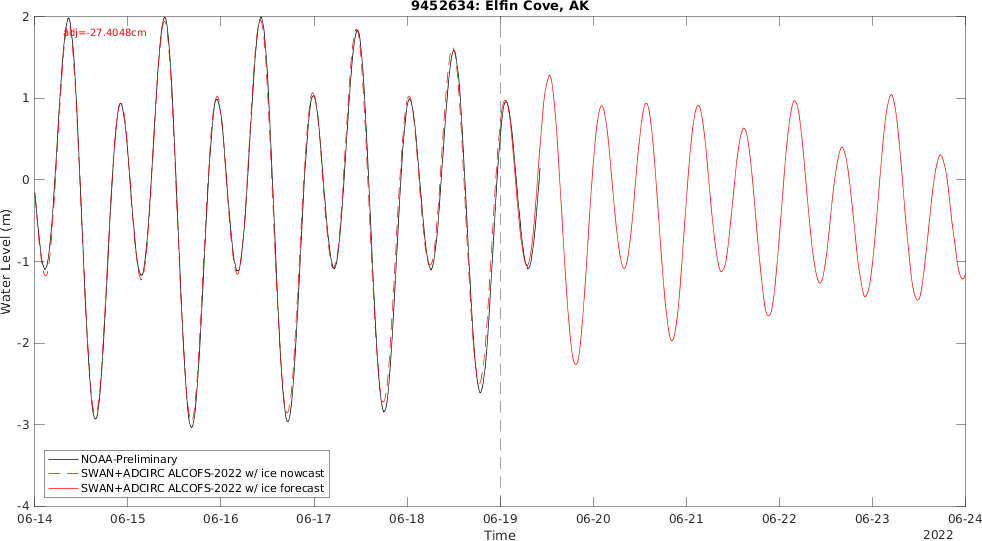 9452634: Elfin Cove, AK
adj=-27.4048cm
2
1
0
-1
-2
-3
-4
Water Level (m)
NOAA-Preliminary
SWAN+ADCIRC ALCOFS-2022 w/ ice nowcast
SWAN+ADCIRC ALCOFS-2022 w/ ice forecast
06-14 06-15 06-16 06-17 06-18 06-19 06-20 06-21 06-22 06-23 06-24
Time
2022